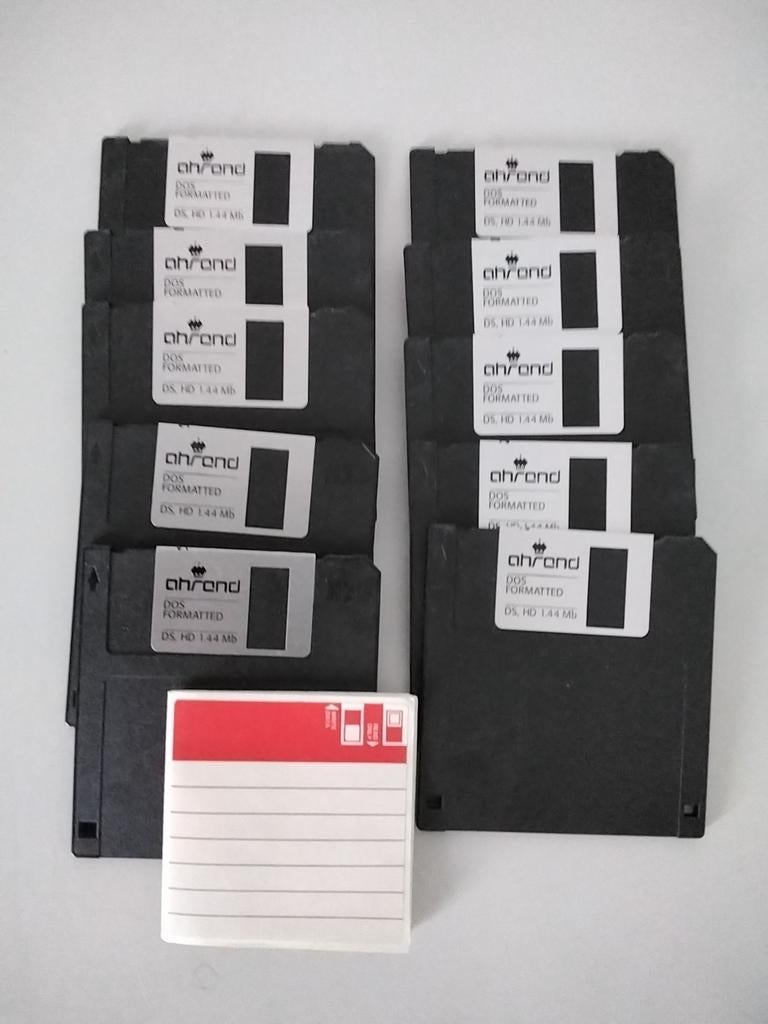 ahrend
DOS
FORMATTED
DS, HD 1.44 Mb
ahrend
DOS
FORMATTED
ahrend
DOS
FORMATTED
DS, HD 1.44 Mb
ahrend
DOS
FORMATTED
DS, HD 1.44 Mb
ahrend
DOS
FORMATTED
DS, HD 1.44 Mb
ahrend
DOS
FORMATTED
DS, HD 1.44 Mb
ahrend
DOS
FORMATTED
DS, HD 1.44 Mb
ahrend
DOS
FORMATTED
DS, HD 1.44 Mb
ahrend
DOS
FORMATTED
DS, HD 1.44 Mb
ahrend
DOS
FORMATTED
DS, HD 1.44 Mb
READ
ONLY